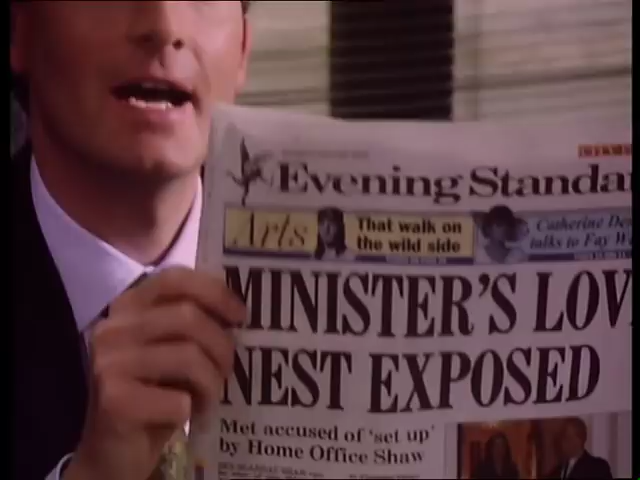 Evening Standa
Arts
That walk on
the wild side
Catherine De
talks to Fay W
MINISTER'S LOV
NEST EXPOSED
Met accused of 'set up'
by Home Office Shaw